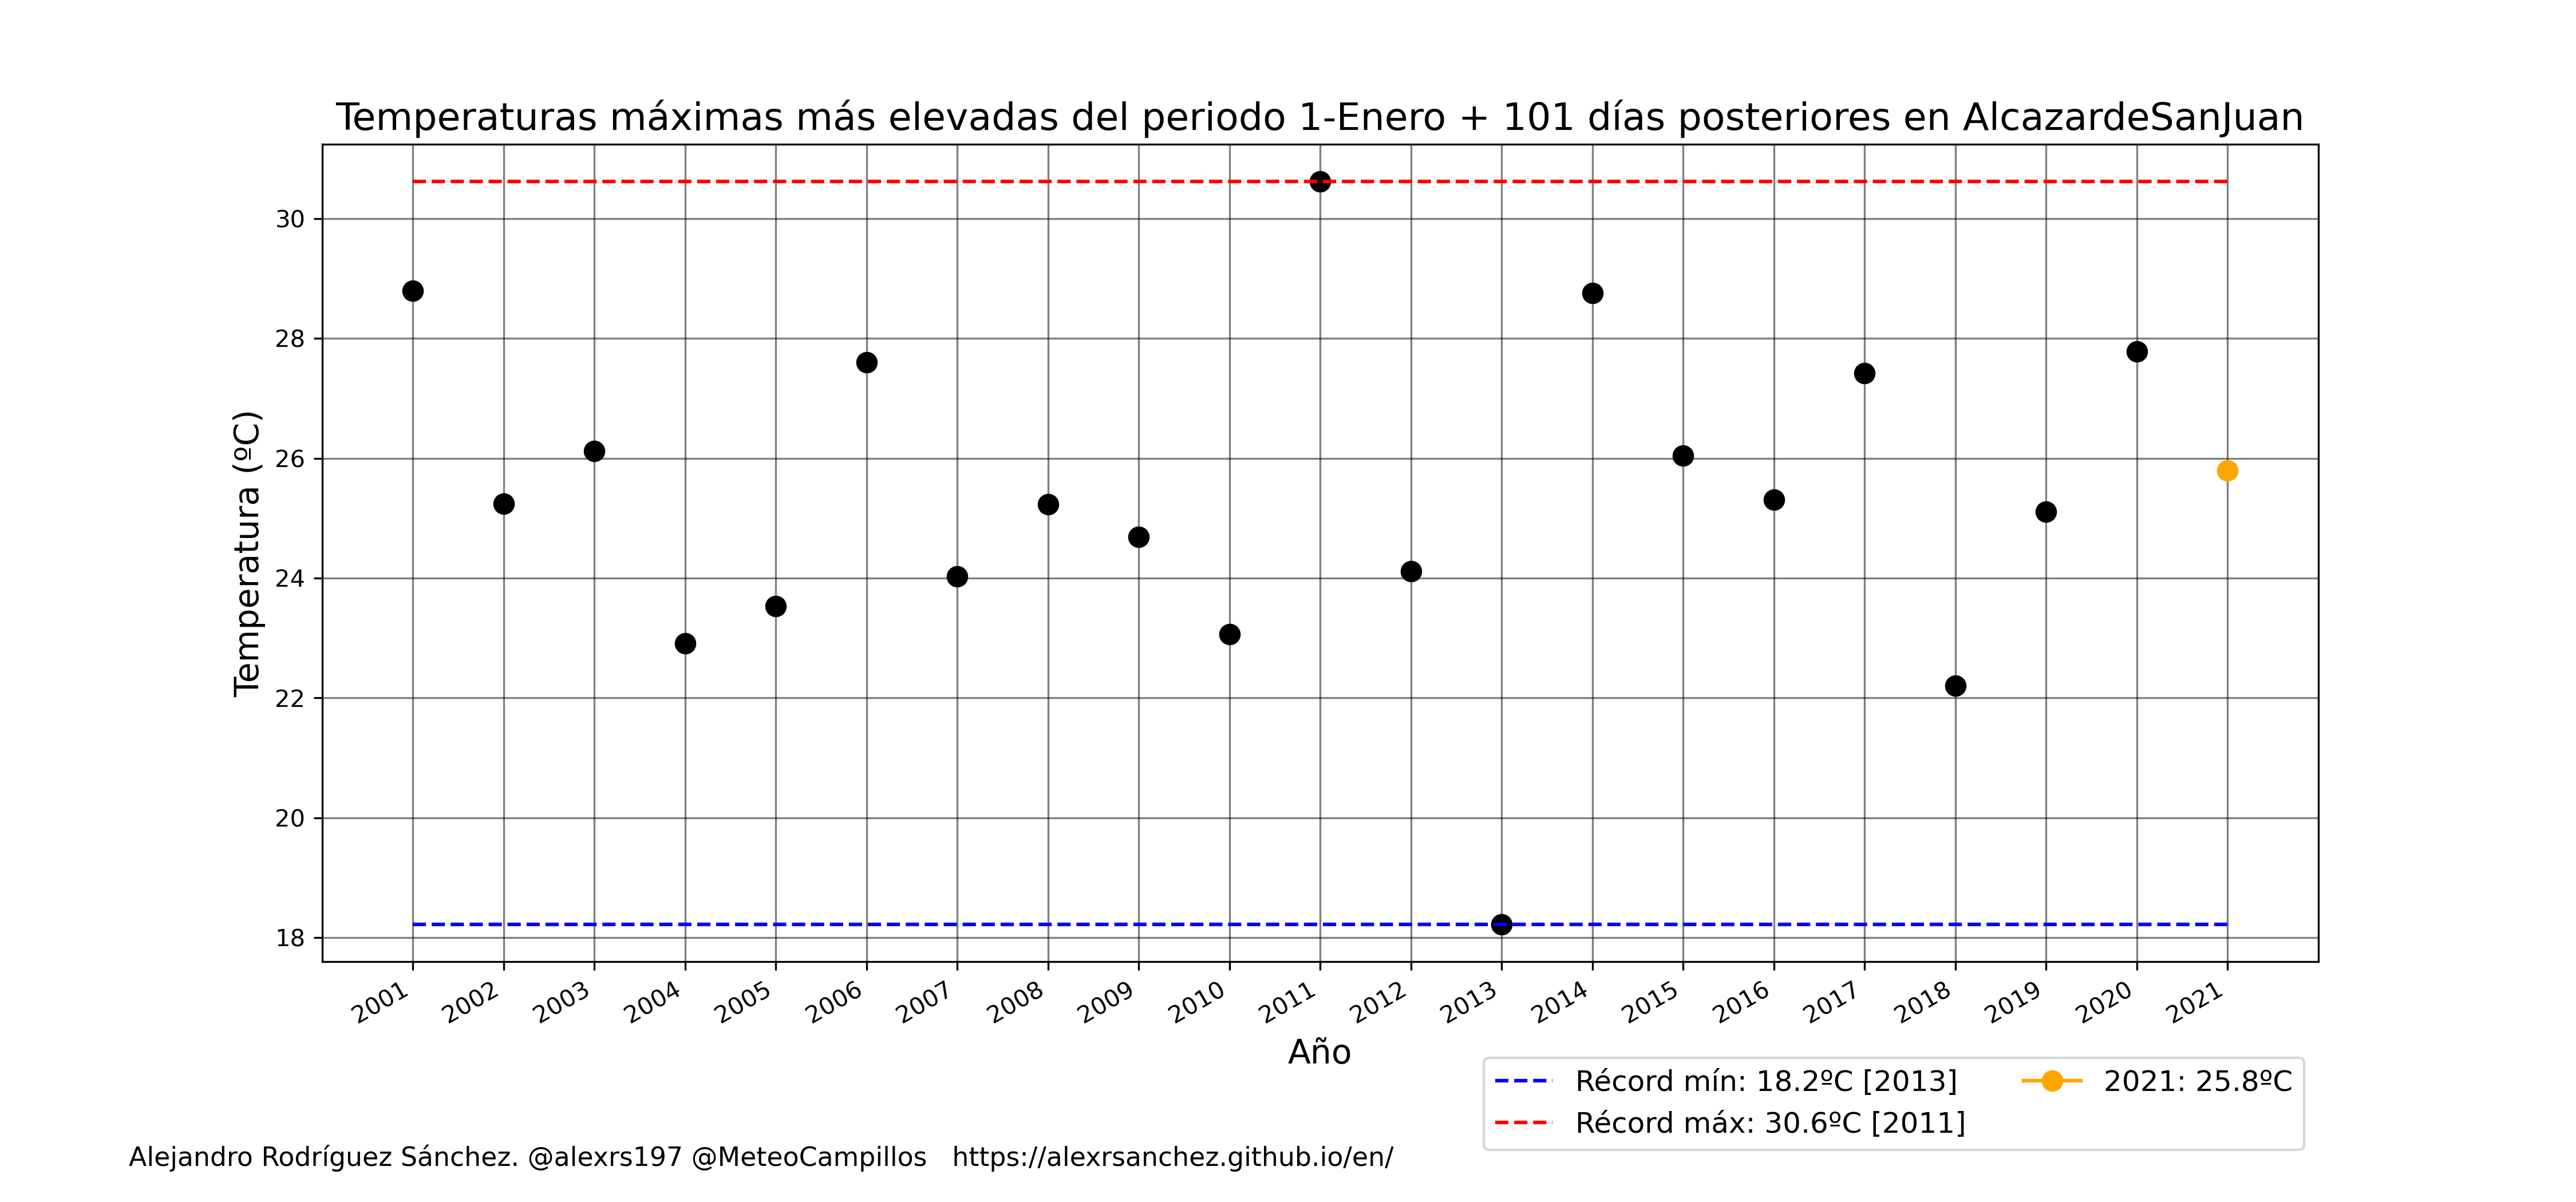 Temperaturas máximas más elevadas del periodo 1-Enero + 101 días posteriores en AlcazardeSanJuan
Temperatura (ºC)
30
28
26
24
22
20
18
2001 2002 2003 2004 2005 2006 2007 2008 2009 2010 2011 2012 2013 2014 2015 2016 2017 2018 2019 2020 2021
Año
Récord mín: 18.2ºC [2013]
Récord máx: 30.6ºC [2011]
2021: 25.8ºC
Alejandro Rodríguez Sánchez. @alexrs197 @MeteoCampillos https://alexrsanchez.github.io/en/